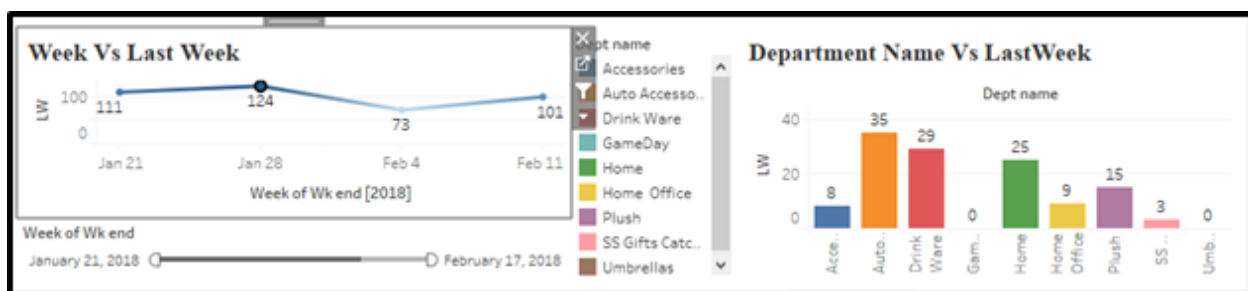 Week Vs Last Week
LW
100
0
111
124
73
101
Jan 21
Jan 28
Feb 4
Feb 11
Week of Wk end [2018]
Week of Wk end
January 21, 2018
February 17, 2018
Dept name
Accessories
Auto Accesso..
Drink Ware
GameDay
Home
Home Office
Plush
SS Gifts Catc..
Umbrellas
Department Name Vs LastWeek
Dept name
LW
40
20
0
8
35
29
0
25
9
15
3
0
Acce..
Auto..
Drink
Ware
Gam..
Home
Home
Office
Plush
SS ..
Umb..